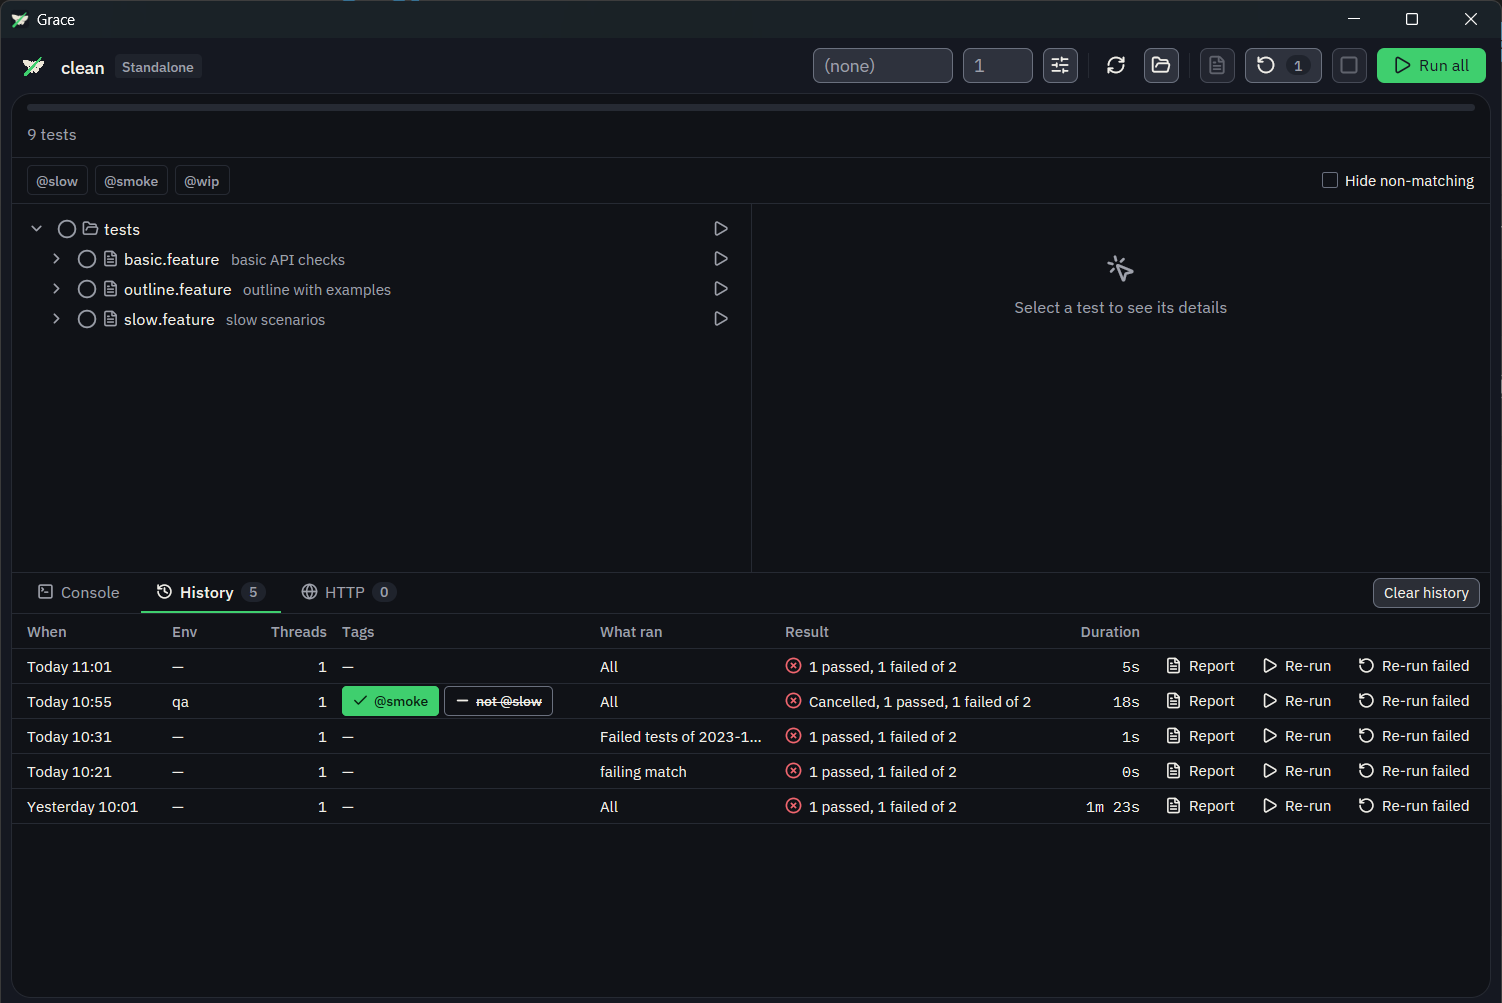 Grace
clean Standalone (none) 1 1 Run all
9 tests
@slow @smoke @wip Hide non-matching
tests
basic.feature basic API checks
outline.feature outline with examples
slow.feature slow scenarios
Select a test to see its details
Console History 5 HTTP 0 Clear history
When Env Threads Tags What ran Result Duration
Today 11:01 — 1 — All 1 passed, 1 failed of 2 5s Report Re-run Re-run failed
Today 10:55 qa 1 @smoke not @slow All Cancelled, 1 passed, 1 failed of 2 18s Report Re-run Re-run failed
Today 10:31 — 1 — Failed tests of 2023-1... 1 passed, 1 failed of 2 1s Report Re-run Re-run failed
Today 10:21 — 1 — failing match 1 passed, 1 failed of 2 0s Report Re-run Re-run failed
Yesterday 10:01 — 1 — All 1 passed, 1 failed of 2 1m 23s Report Re-run Re-run failed